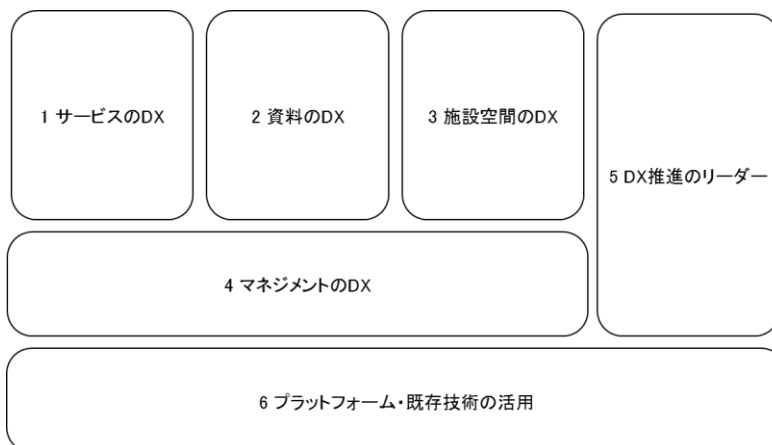 1 サービスのDX
2 資料のDX
3 施設空間のDX
5 DX推進のリーダー
4 マネジメントのDX
6 プラットフォーム・既存技術の活用